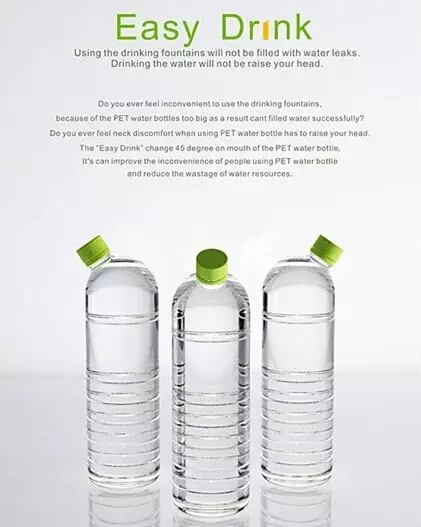 Easy Drink
Using the drinking fountains will not be filled with water leaks.
Drinking the water will not be raise your head.
Do you ever feel inconvenient to use the drinking fountains,
because of the PET water bottles too big as a result cant filled water successfully?
Do you ever feel neck discomfort when using PET water bottle has to raise your head.
The "Easy Drink" change 45 degree on mouth of the PET water bottle,
It's can improve the inconvenience of people using PET water bottle
and reduce the wastage of water resources.